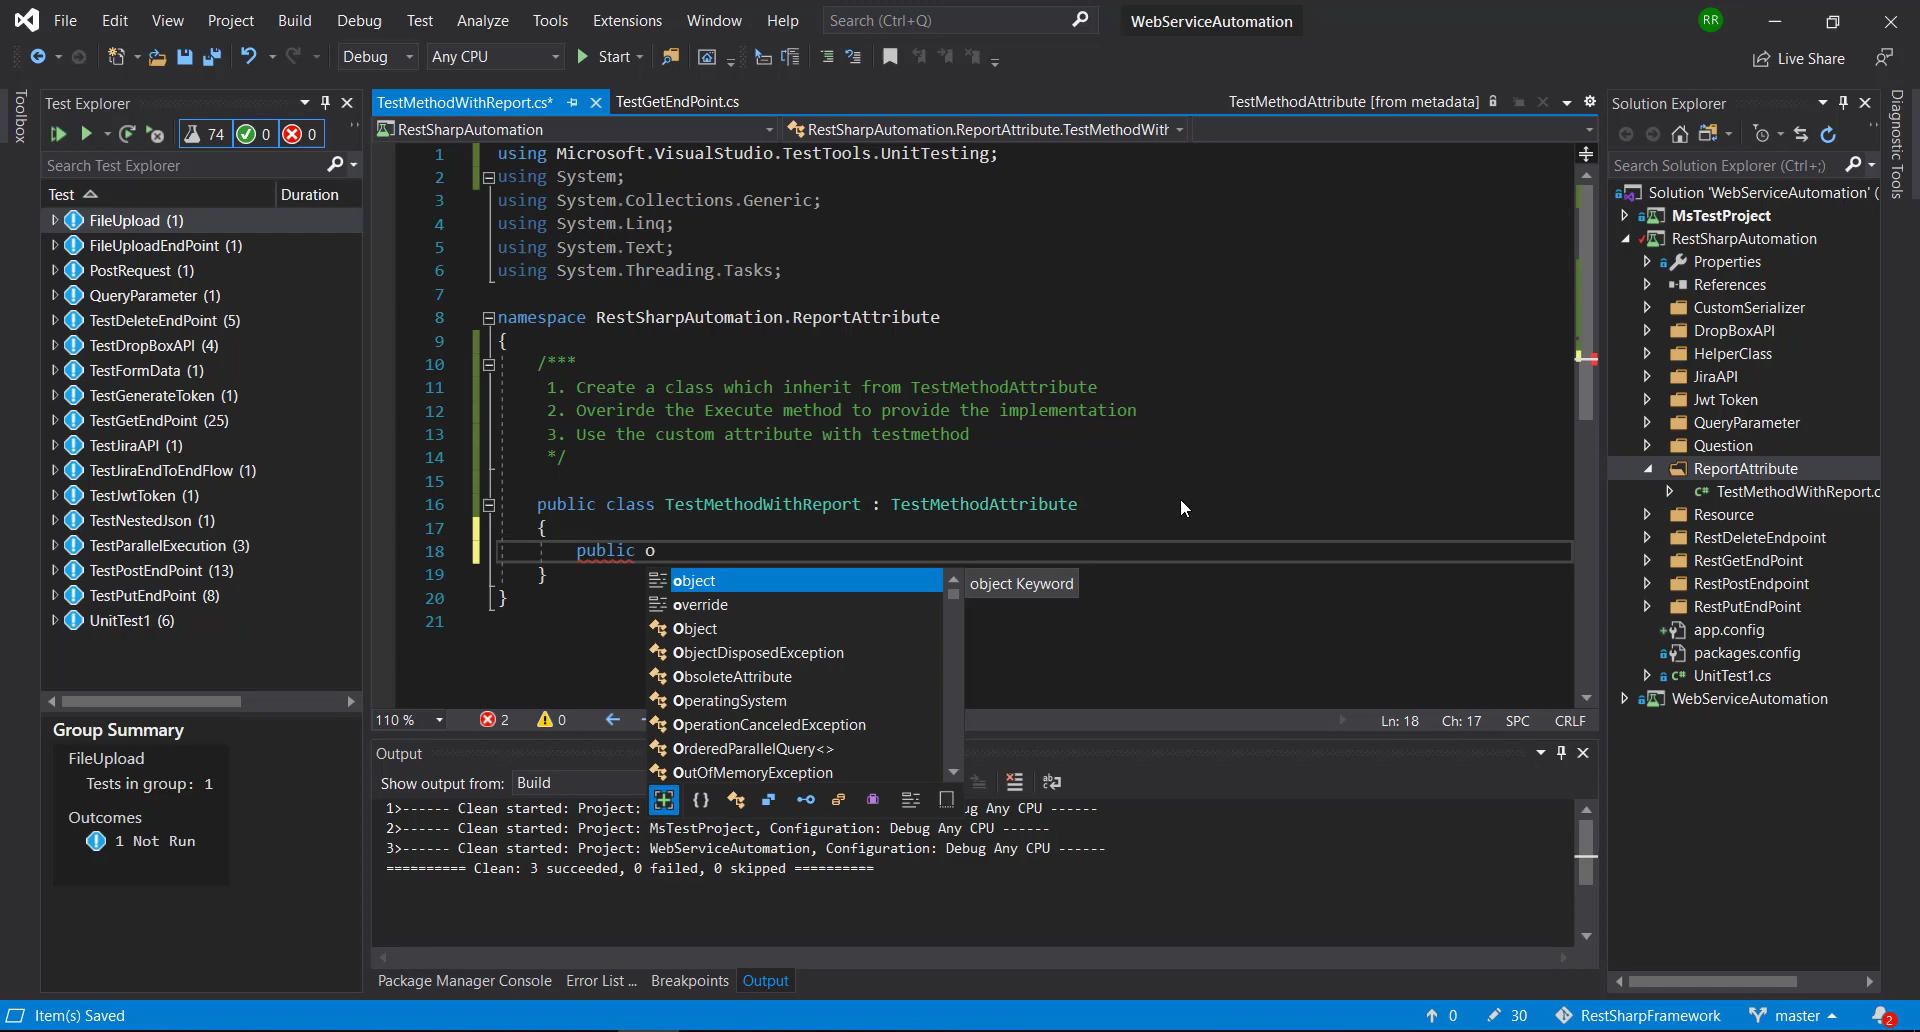 File Edit View Project Build Debug Test Analyze Tools Extensions Window Help Search (Ctrl+Q) WebServiceAutomation RR
Debug Any CPU Start Live Share
Toolbox
Test Explorer
74 0 0
Search Test Explorer
Test Duration
FileUpload (1)
FileUploadEndPoint (1)
PostRequest (1)
QueryParameter (1)
TestDeleteEndPoint (5)
TestDropBoxAPI (4)
TestFormData (1)
TestGenerateToken (1)
TestGetEndPoint (25)
TestJiraAPI (1)
TestJiraEndToEndFlow (1)
TestJwtToken (1)
TestNestedJson (1)
TestParallelExecution (3)
TestPostEndPoint (13)
TestPutEndPoint (8)
UnitTest1 (6)
Group Summary
FileUpload
Tests in group: 1
Outcomes
1 Not Run
TestMethodWithReport.cs* TestGetEndPoint.cs TestMethodAttribute [from metadata]
RestSharpAutomation RestSharpAutomation.ReportAttribute.TestMethodWith
1 using Microsoft.VisualStudio.TestTools.UnitTesting;
2 using System;
3 using System.Collections.Generic;
4 using System.Linq;
5 using System.Text;
6 using System.Threading.Tasks;
7
8 namespace RestSharpAutomation.ReportAttribute
9 {
10 /***
11 1. Create a class which inherit from TestMethodAttribute
12 2. Overirde the Execute method to provide the implementation
13 3. Use the custom attribute with testmethod
14 */
15
16 public class TestMethodWithReport : TestMethodAttribute
17 {
18 public o
19 }
20 }
21
object
override
Object
ObjectDisposedException
ObsoleteAttribute
OperatingSystem
OperationCanceledException
OrderedParallelQuery<>
OutOfMemoryException
object Keyword
110 % 2 0 Ln: 18 Ch: 17 SPC CRLF
Output
Show output from: Build
1>------ Clean started: Project: ug Any CPU ------
2>------ Clean started: Project: MsTestProject, Configuration: Debug Any CPU ------
3>------ Clean started: Project: WebServiceAutomation, Configuration: Debug Any CPU ------
========== Clean: 3 succeeded, 0 failed, 0 skipped ==========
Package Manager Console Error List ... Breakpoints Output
Solution Explorer
Search Solution Explorer (Ctrl+;)
Solution 'WebServiceAutomation' (
MsTestProject
RestSharpAutomation
Properties
References
CustomSerializer
DropBoxAPI
HelperClass
JiraAPI
Jwt Token
QueryParameter
Question
ReportAttribute
C# TestMethodWithReport.c
Resource
RestDeleteEndpoint
RestGetEndPoint
RestPostEndpoint
RestPutEndPoint
app.config
packages.config
C# UnitTest1.cs
WebServiceAutomation
Diagnostic Tools
Item(s) Saved 0 30 RestSharpFramework master 2